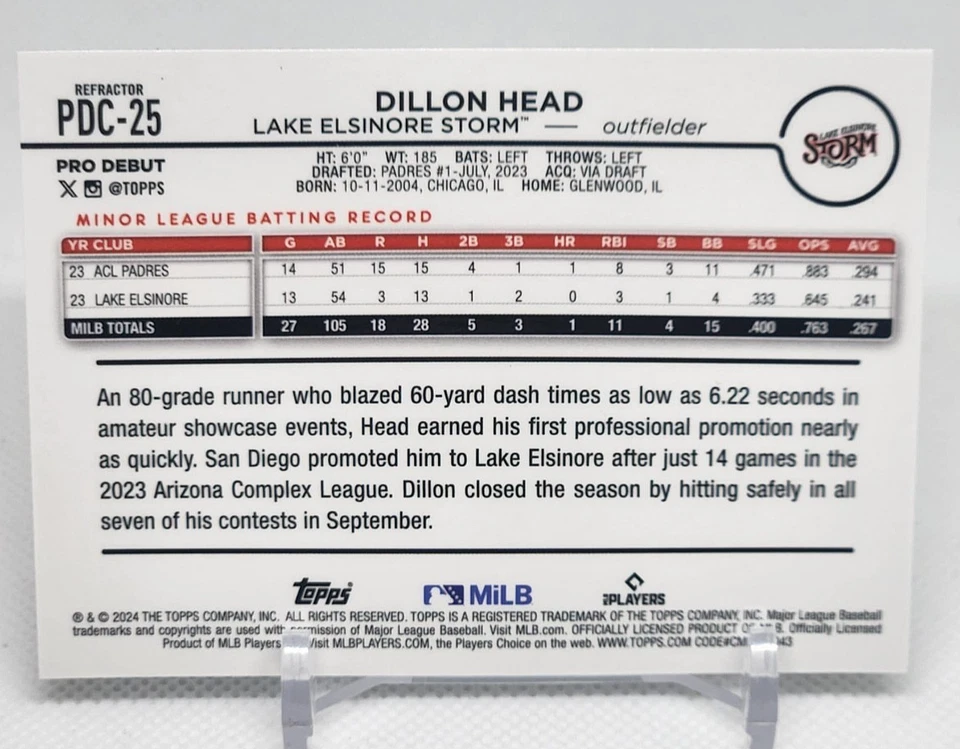 REFRACTOR
PDC-25
DILLON HEAD
LAKE ELSINORE STORM™ — outfielder
LAKE ELSINORE
STORM
PRO DEBUT
@TOPPS
HT: 6'0" WT: 185 BATS: LEFT THROWS: LEFT
DRAFTED: PADRES #1-JULY, 2023 ACQ: VIA DRAFT
BORN: 10-11-2004, CHICAGO, IL HOME: GLENWOOD, IL
MINOR LEAGUE BATTING RECORD
YR CLUB G AB R H 2B 3B HR RBI SB BB SLG OPS AVG
23 ACL PADRES 14 51 15 15 4 1 1 8 3 11 .471 .883 .294
23 LAKE ELSINORE 13 54 3 13 1 2 0 3 1 4 .333 .645 .241
MILB TOTALS 27 105 18 28 5 3 1 11 4 15 .400 .763 .267
An 80-grade runner who blazed 60-yard dash times as low as 6.22 seconds in
amateur showcase events, Head earned his first professional promotion nearly
as quickly. San Diego promoted him to Lake Elsinore after just 14 games in the
2023 Arizona Complex League. Dillon closed the season by hitting safely in all
seven of his contests in September.
Topps MiLB PLAYERS
® & © 2024 THE TOPPS COMPANY, INC. ALL RIGHTS RESERVED. TOPPS IS A REGISTERED TRADEMARK OF THE TOPPS COMPANY, INC. Major League Baseball
trademarks and copyrights are used with permission of Major League Baseball. Visit MLB.com. OFFICIALLY LICENSED PRODUCT Officially Licensed
Product of MLB Players Visit MLBPLAYERS.COM, the Players Choice on the web. WWW.TOPPS.COM